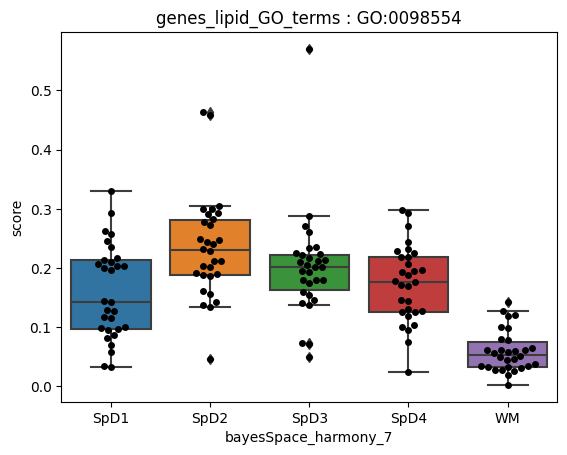 genes_lipid_GO_terms : GO:0098554
score
0.5
0.4
0.3
0.2
0.1
0.0
SpD1 SpD2 SpD3 SpD4 WM
bayesSpace_harmony_7